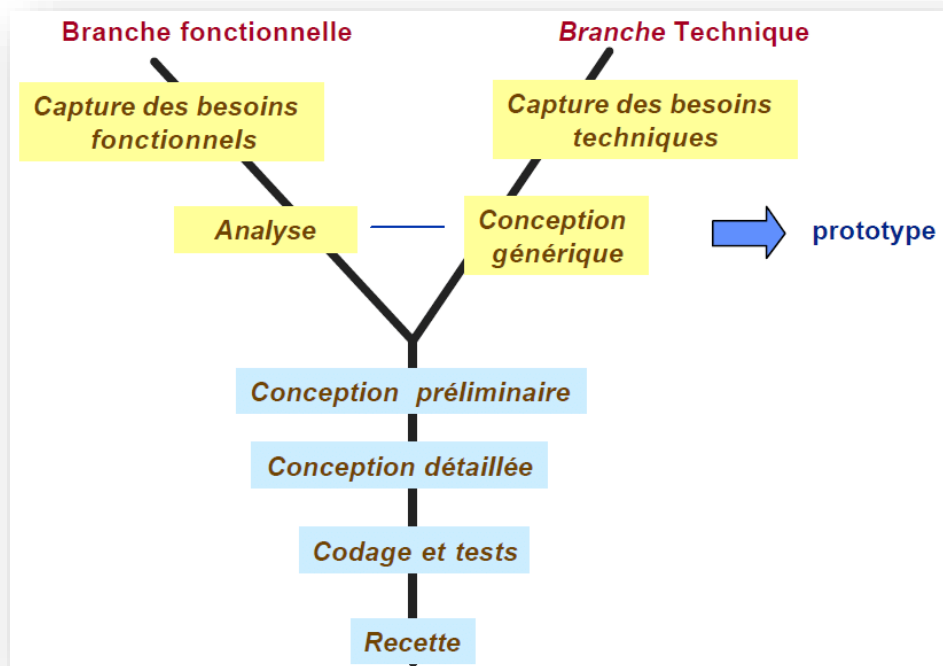 Branche fonctionnelle
Branche Technique
Capture des besoins
fonctionnels
Capture des besoins
techniques
Analyse
Conception
générique
prototype
Conception préliminaire
Conception détaillée
Codage et tests
Recette